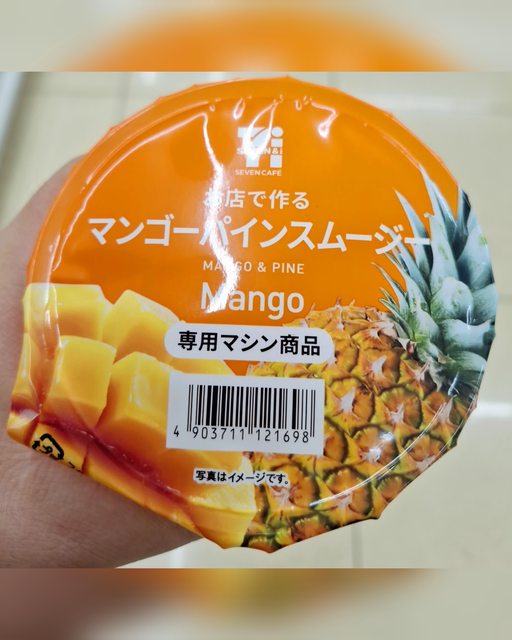 SEVEN&i
SEVEN CAFÉ
お店で作る
マンゴーパインスムージー
MANGO & PINE
Mango
専用マシン商品
4 903711 121698
写真はイメージです。